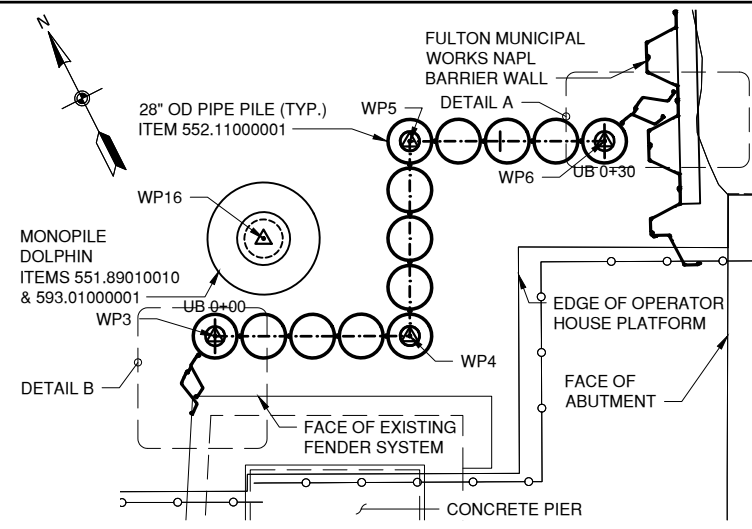 N
FULTON MUNICIPAL
WORKS NAPL
BARRIER WALL
28" OD PIPE PILE (TYP.)
ITEM 552.11000001
WP5
DETAIL A
WP6
UB 0+30
WP16
MONOPILE
DOLPHIN
ITEMS 551.89010010
& 593.01000001
UB 0+00
WP3
WP4
EDGE OF OPERATOR
HOUSE PLATFORM
DETAIL B
FACE OF
ABUTMENT
FACE OF EXISTING
FENDER SYSTEM
CONCRETE PIER